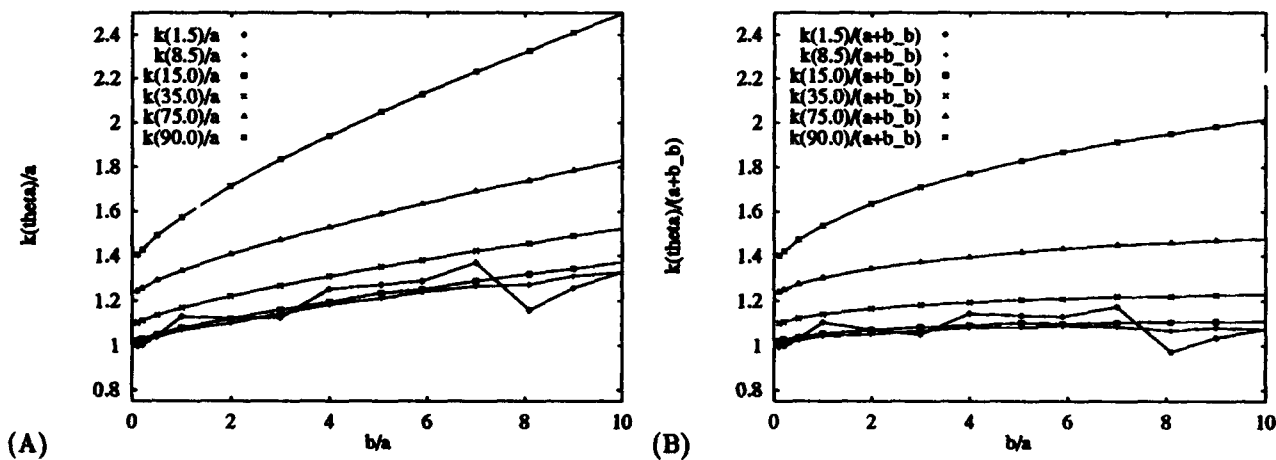 2.4
2.2
2
1.8
1.6
1.4
1.2
1
0.8
k(theta)/a
k(1.5)/a
k(8.5)/a
k(15.0)/a
k(35.0)/a
k(75.0)/a
k(90.0)/a
0 2 4 6 8 10
b/a
(A)
2.4
2.2
2
1.8
1.6
1.4
1.2
1
0.8
k(theta)/(a+b_b)
k(1.5)/(a+b_b)
k(8.5)/(a+b_b)
k(15.0)/(a+b_b)
k(35.0)/(a+b_b)
k(75.0)/(a+b_b)
k(90.0)/(a+b_b)
0 2 4 6 8 10
b/a
(B)